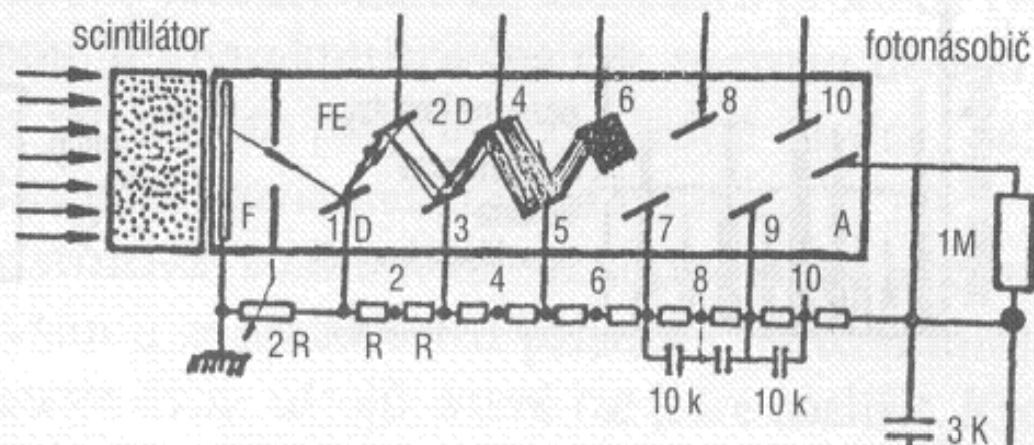 scintilátor
fotonásobič
FE 2 D 4 6 8 10
F 1 D 3 5 7 9 A
1M
2 4 6 8 10
2 R R R
10 k 10 k
3 K